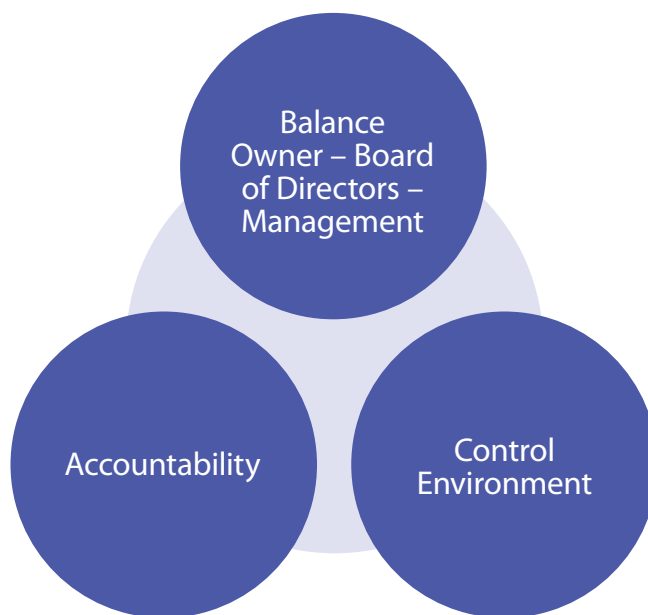 Balance
Owner – Board
of Directors –
Management
Accountability
Control
Environment